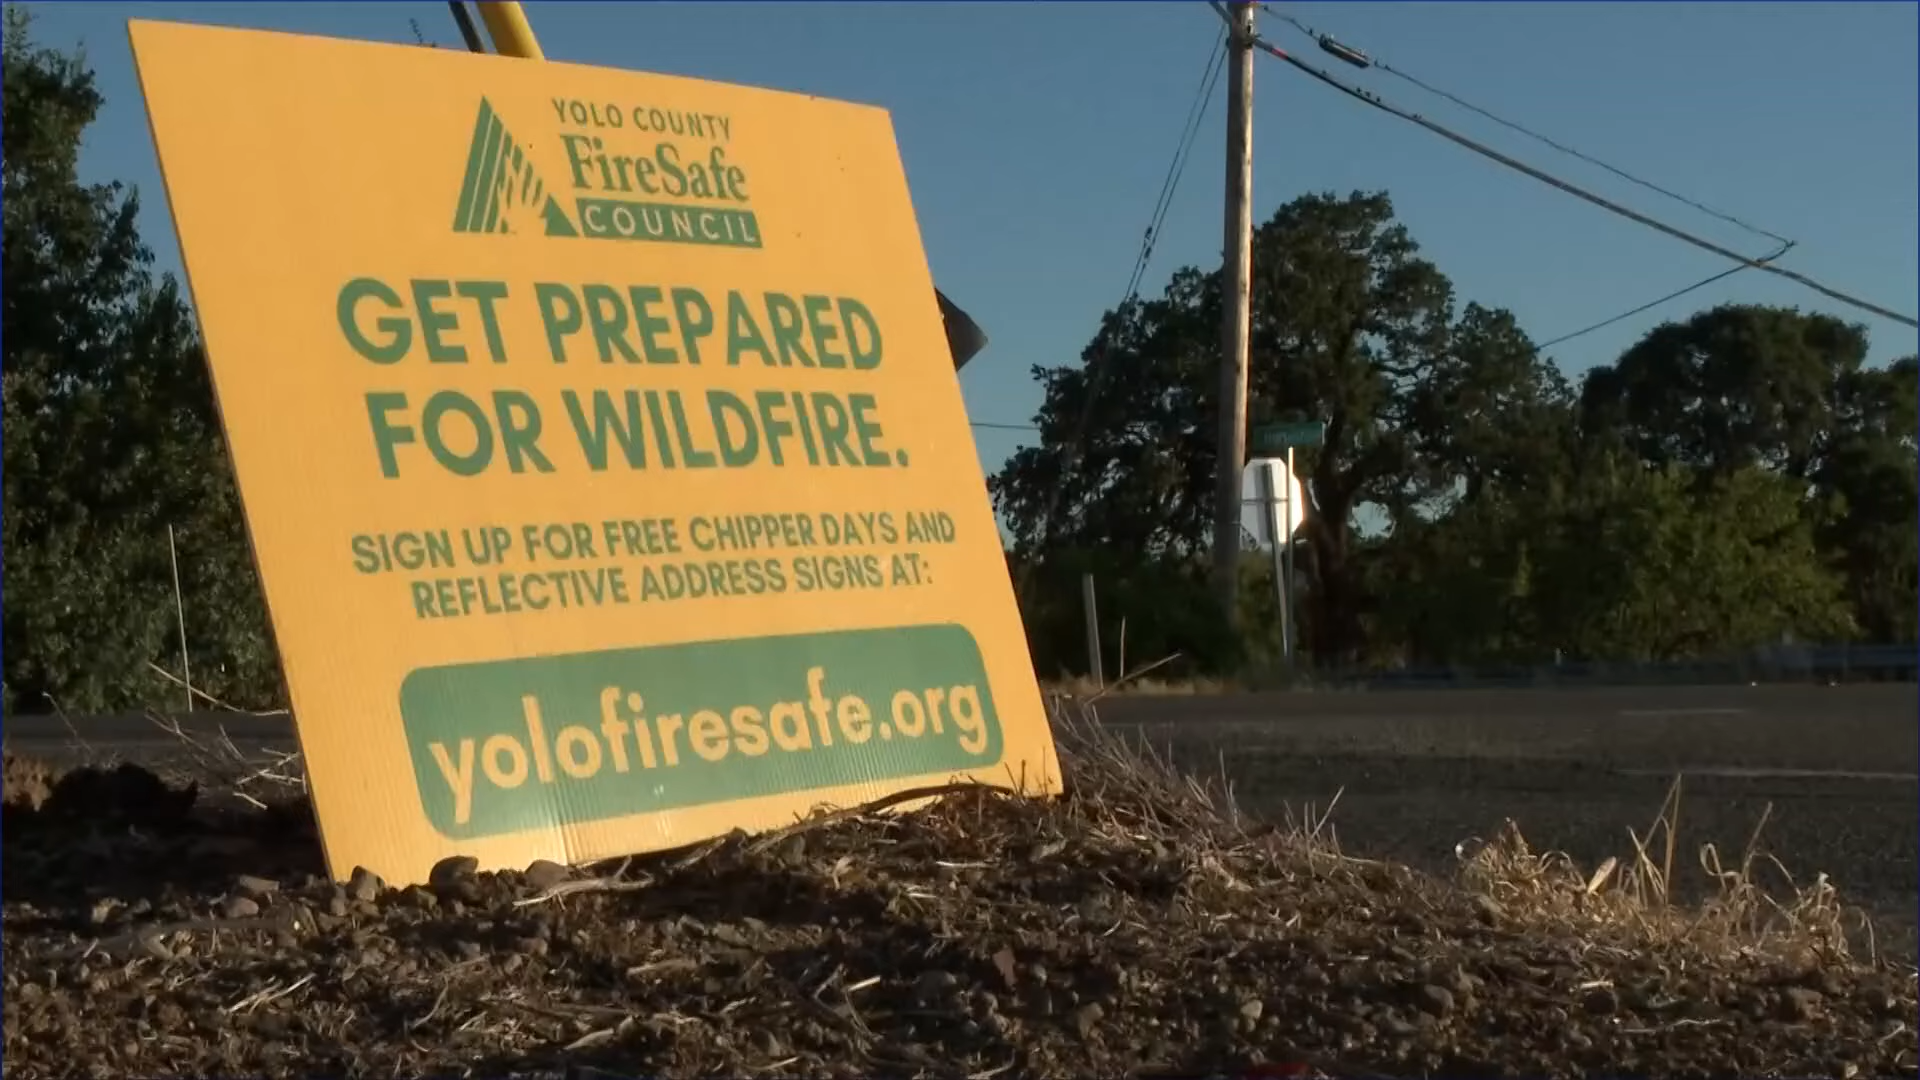 YOLO COUNTY
FireSafe
COUNCIL
GET PREPARED
FOR WILDFIRE.
SIGN UP FOR FREE CHIPPER DAYS AND
REFLECTIVE ADDRESS SIGNS AT:
yolofiresafe.org